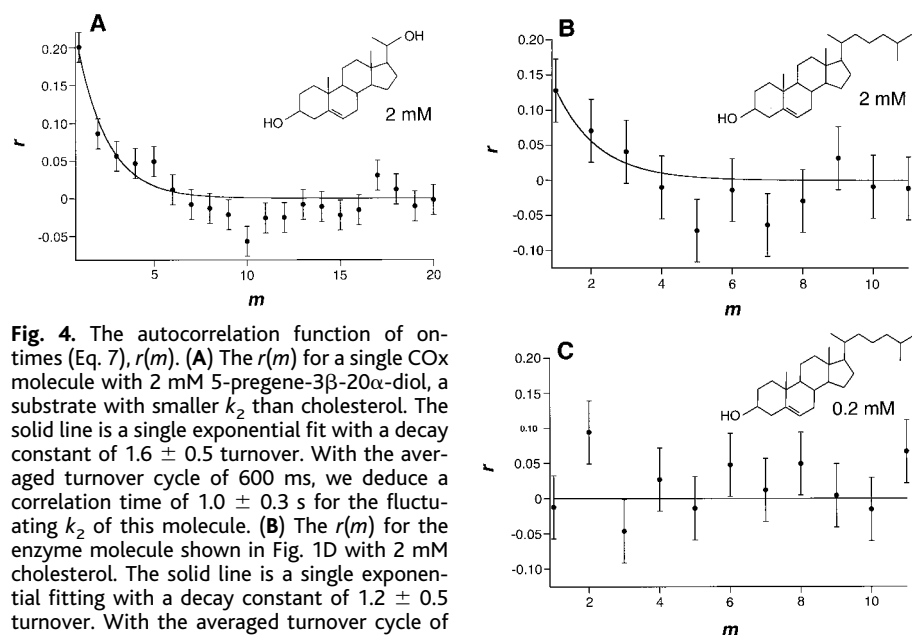 A
0.20
0.15
0.10
0.05
0
-0.05
r
5
10
15
20
m
OH
HO
2 mM
B
0.20
0.15
0.10
0.05
0
-0.05
-0.10
r
2
4
6
8
10
m
HO
2 mM
C
0.20
0.15
0.10
0.05
0
-0.05
-0.10
r
2
4
6
8
10
m
HO
0.2 mM
Fig. 4. The autocorrelation function of on-
times (Eq. 7), r(m). (A) The r(m) for a single COx
molecule with 2 mM 5-pregene-3β-20α-diol, a
substrate with smaller k2 than cholesterol. The
solid line is a single exponential fit with a decay
constant of 1.6 ± 0.5 turnover. With the aver-
aged turnover cycle of 600 ms, we deduce a
correlation time of 1.0 ± 0.3 s for the fluctu-
ating k2 of this molecule. (B) The r(m) for the
enzyme molecule shown in Fig. 1D with 2 mM
cholesterol. The solid line is a single exponen-
tial fitting with a decay constant of 1.2 ± 0.5
turnover. With the averaged turnover cycle of